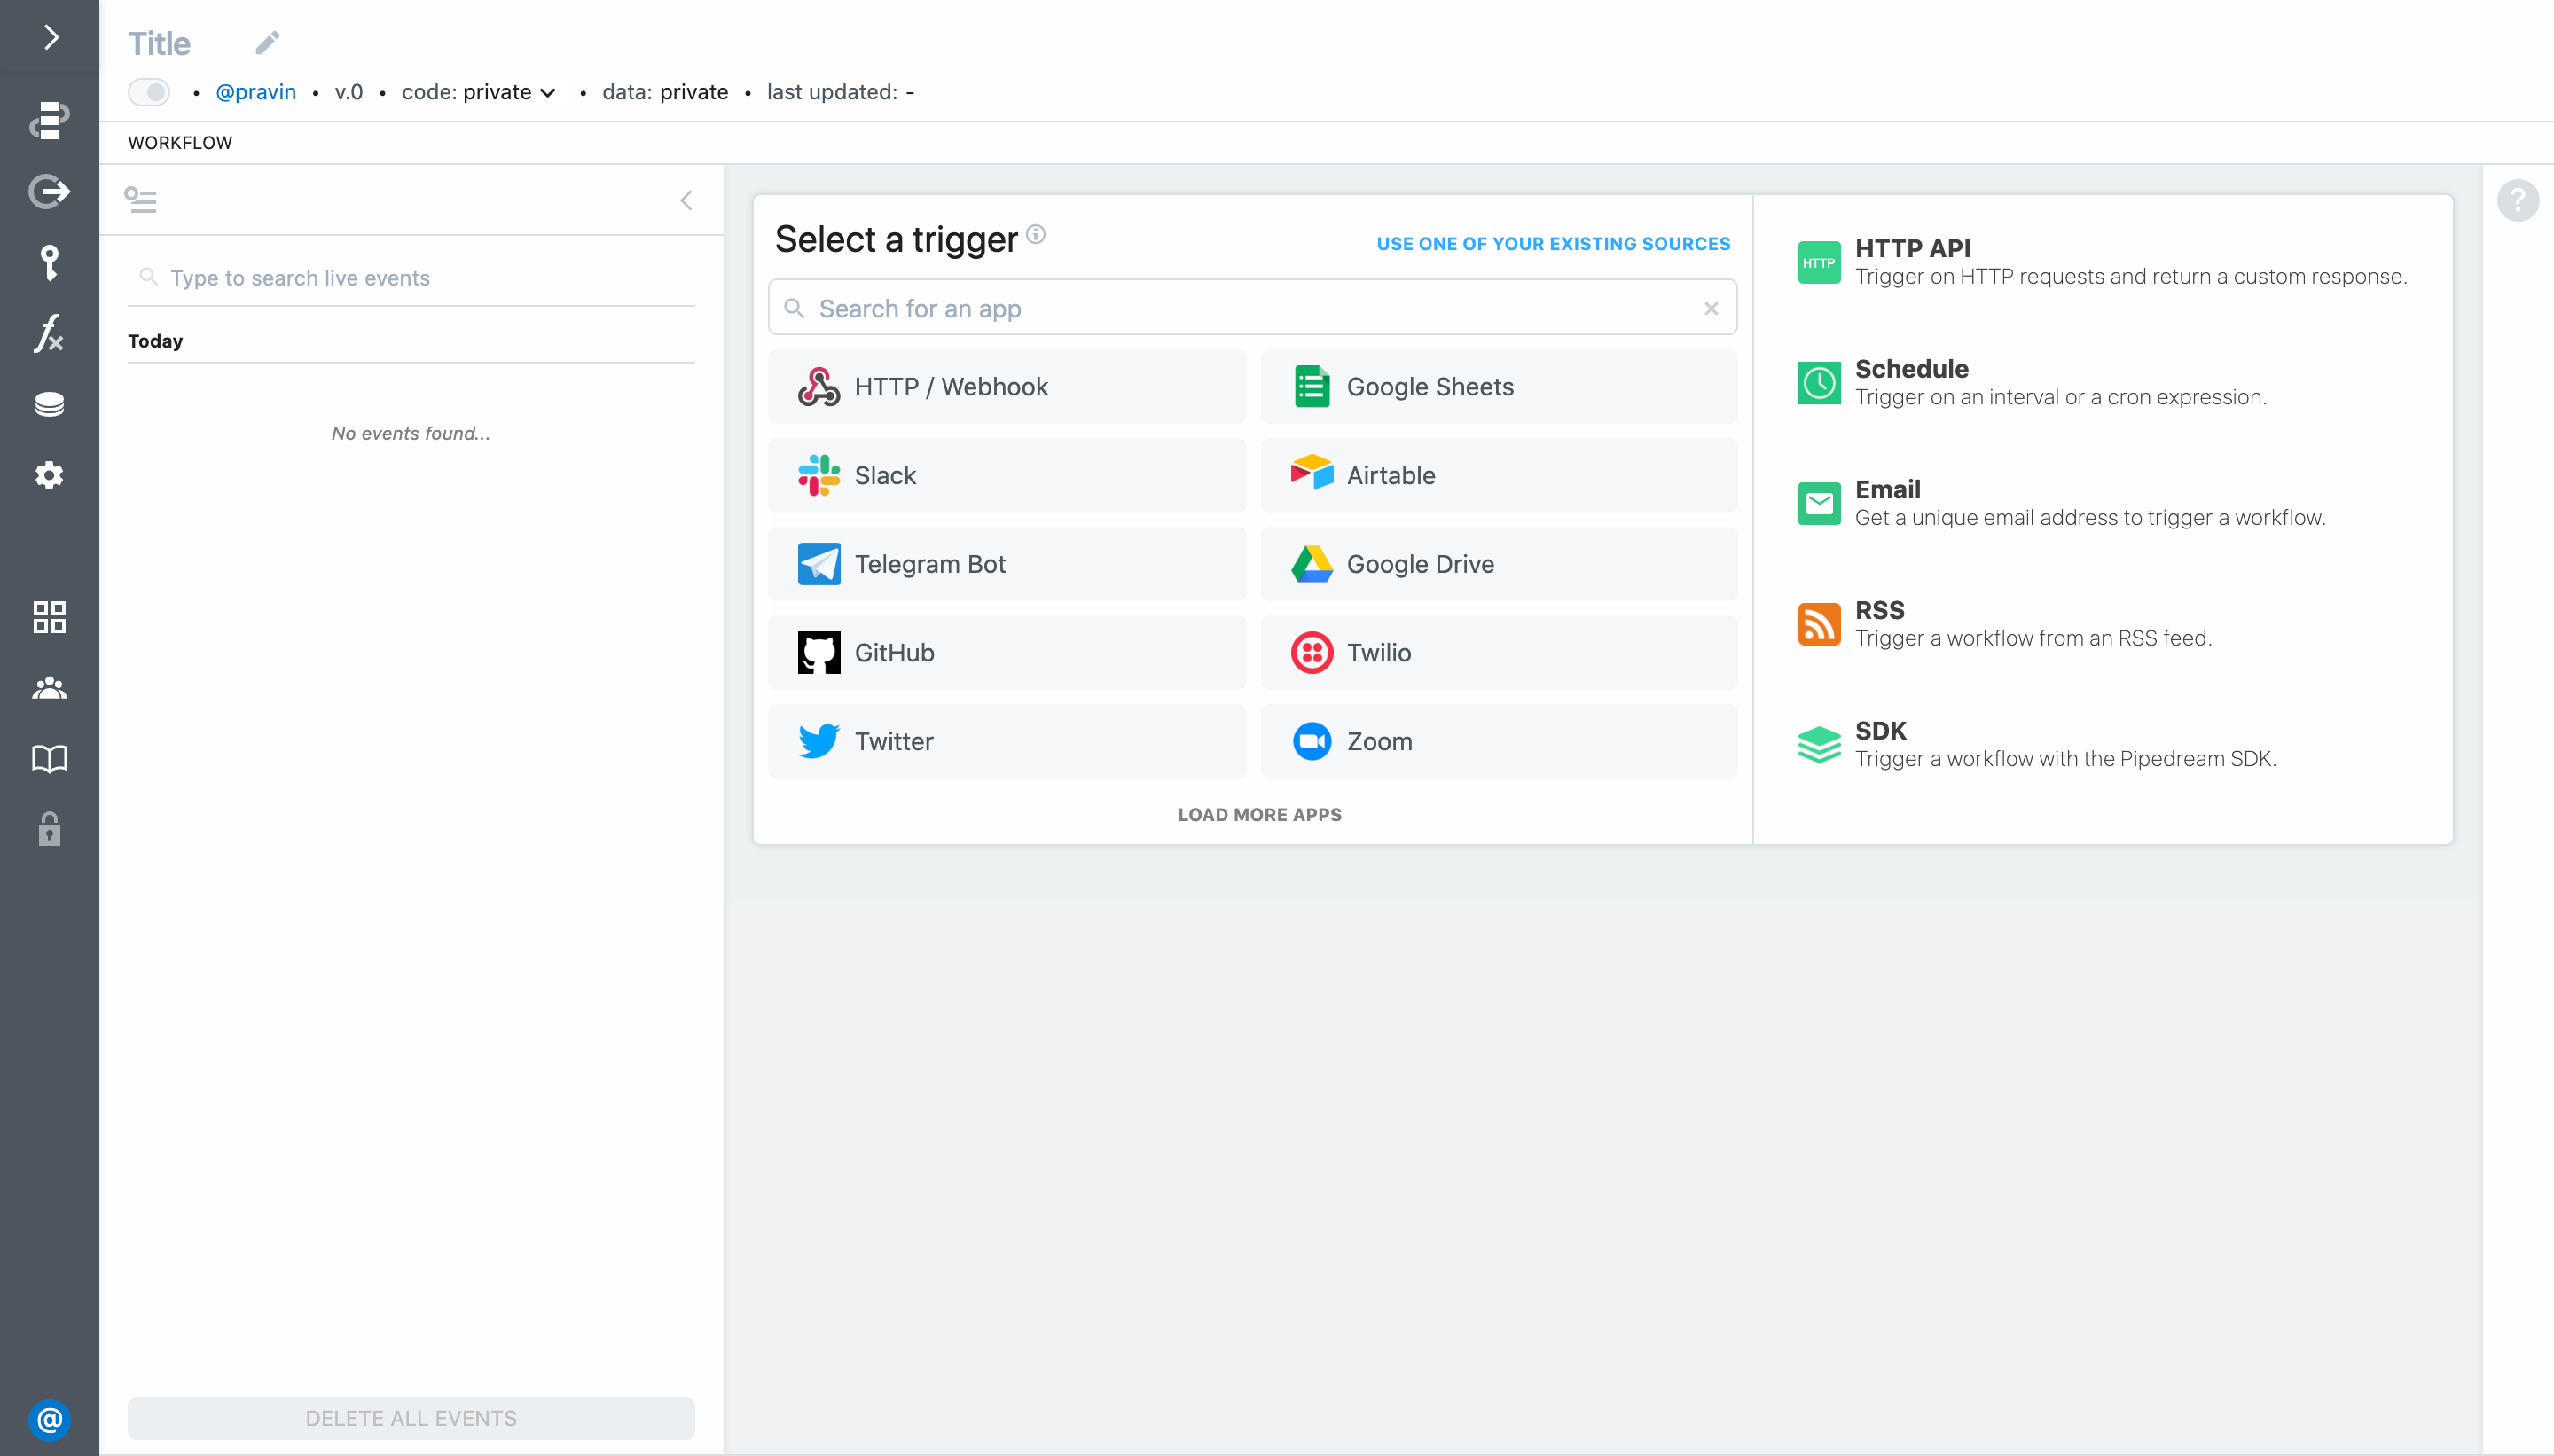 Title
• @pravin • v.0 • code: private • data: private • last updated: -
WORKFLOW
Type to search live events
Today
No events found...
DELETE ALL EVENTS
Select a trigger
USE ONE OF YOUR EXISTING SOURCES
Search for an app
HTTP / Webhook
Google Sheets
Slack
Airtable
Telegram Bot
Google Drive
GitHub
Twilio
Twitter
Zoom
LOAD MORE APPS
HTTP
HTTP API
Trigger on HTTP requests and return a custom response.
Schedule
Trigger on an interval or a cron expression.
Email
Get a unique email address to trigger a workflow.
RSS
Trigger a workflow from an RSS feed.
SDK
Trigger a workflow with the Pipedream SDK.
?
@